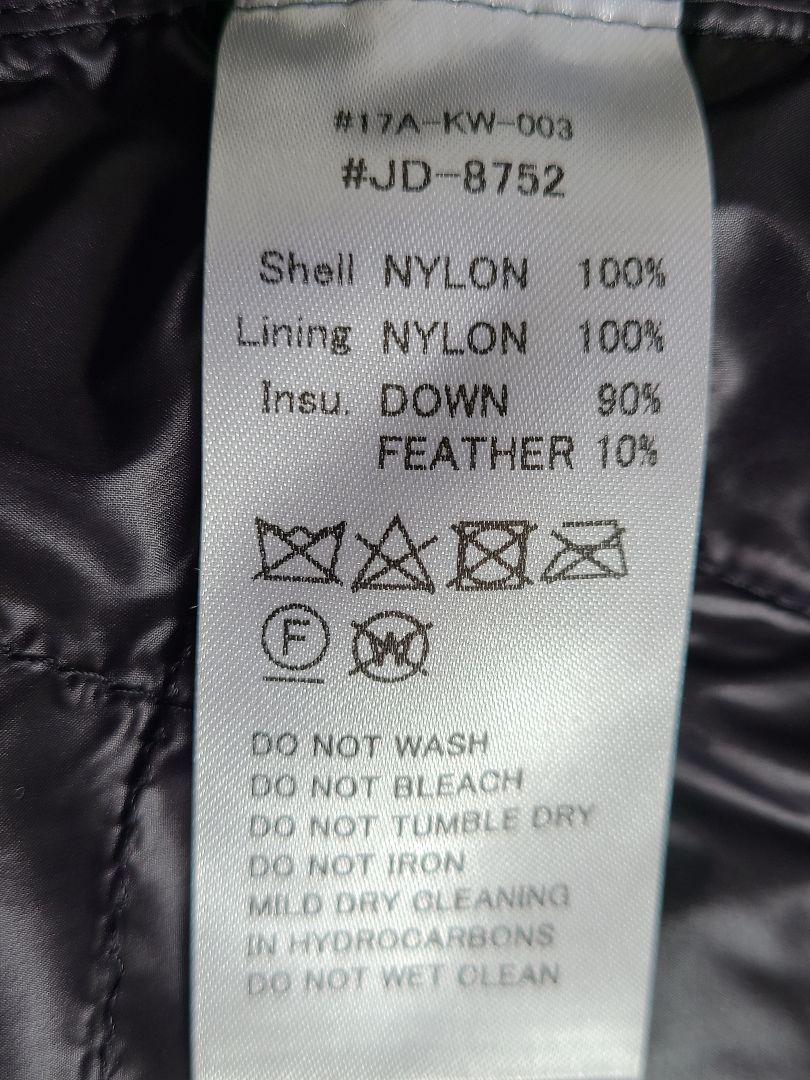 #17A-KW-003
#JD-8752
Shell NYLON 100%
Lining NYLON 100%
Insu. DOWN 90%
FEATHER 10%
F W
DO NOT WASH
DO NOT BLEACH
DO NOT TUMBLE DRY
DO NOT IRON
MILD DRY CLEANING
IN HYDROCARBONS
DO NOT WET CLEAN